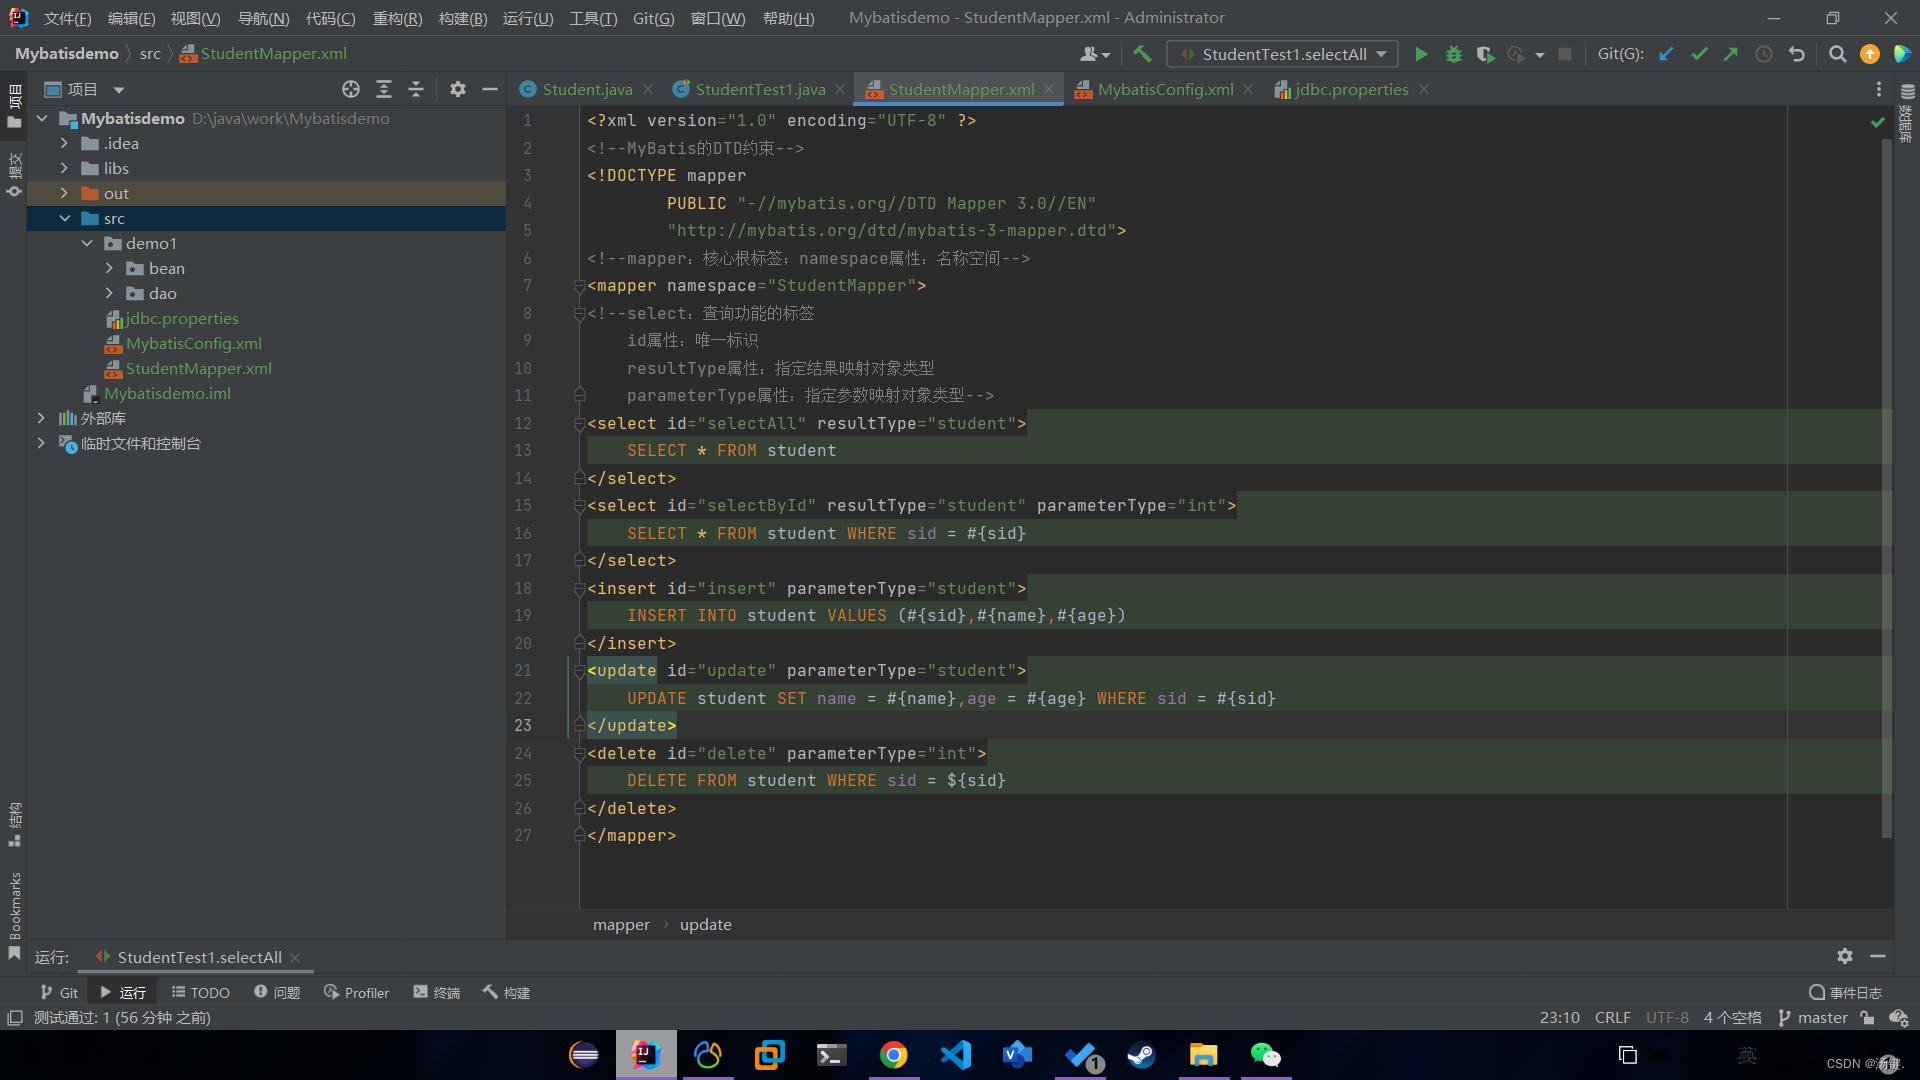 文件(F) 编辑(E) 视图(V) 导航(N) 代码(C) 重构(R) 构建(B) 运行(U) 工具(T) Git(G) 窗口(W) 帮助(H) Mybatisdemo - StudentMapper.xml - Administrator
Mybatisdemo src StudentMapper.xml StudentTest1.selectAll Git(G):
项目 Student.java StudentTest1.java StudentMapper.xml MybatisConfig.xml jdbc.properties
项目
提交
结构
Bookmarks
数据库
Mybatisdemo D:\java\work\Mybatisdemo
.idea
libs
out
src
demo1
bean
dao
jdbc.properties
MybatisConfig.xml
StudentMapper.xml
Mybatisdemo.iml
外部库
临时文件和控制台
1 <?xml version="1.0" encoding="UTF-8" ?>
2 <!--MyBatis的DTD约束-->
3 <!DOCTYPE mapper
4 PUBLIC "-//mybatis.org//DTD Mapper 3.0//EN"
5 "http://mybatis.org/dtd/mybatis-3-mapper.dtd">
6 <!--mapper：核心根标签；namespace属性：名称空间-->
7 <mapper namespace="StudentMapper">
8 <!--select：查询功能的标签
9 id属性：唯一标识
10 resultType属性：指定结果映射对象类型
11 parameterType属性：指定参数映射对象类型-->
12 <select id="selectAll" resultType="student">
13 SELECT * FROM student
14 </select>
15 <select id="selectById" resultType="student" parameterType="int">
16 SELECT * FROM student WHERE sid = #{sid}
17 </select>
18 <insert id="insert" parameterType="student">
19 INSERT INTO student VALUES (#{sid},#{name},#{age})
20 </insert>
21 <update id="update" parameterType="student">
22 UPDATE student SET name = #{name},age = #{age} WHERE sid = #{sid}
23 </update>
24 <delete id="delete" parameterType="int">
25 DELETE FROM student WHERE sid = ${sid}
26 </delete>
27 </mapper>
mapper update
运行: StudentTest1.selectAll
Git 运行 TODO 问题 Profiler 终端 构建 事件日志
测试通过: 1 (56 分钟 之前) 23:10 CRLF UTF-8 4 个空格 master
1
英
CSDN @汤键.